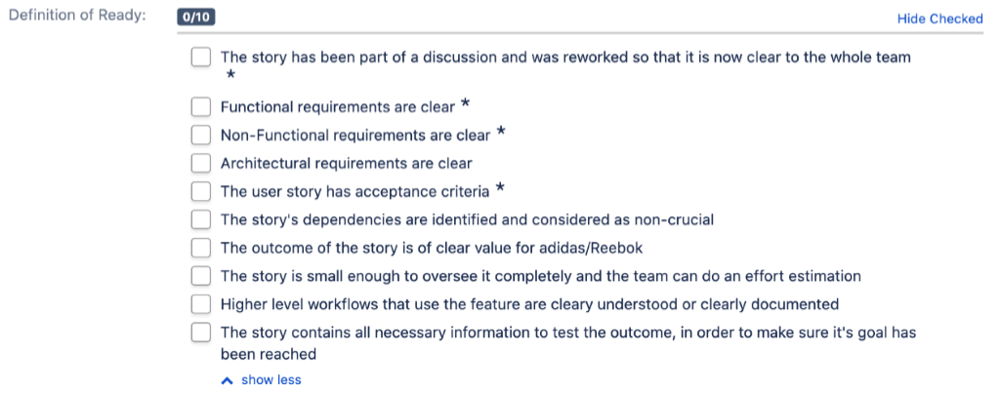 Definition of Ready: 0/10 Hide Checked
The story has been part of a discussion and was reworked so that it is now clear to the whole team
*
Functional requirements are clear *
Non-Functional requirements are clear *
Architectural requirements are clear
The user story has acceptance criteria *
The story's dependencies are identified and considered as non-crucial
The outcome of the story is of clear value for adidas/Reebok
The story is small enough to oversee it completely and the team can do an effort estimation
Higher level workflows that use the feature are cleary understood or clearly documented
The story contains all necessary information to test the outcome, in order to make sure it's goal has
been reached
show less